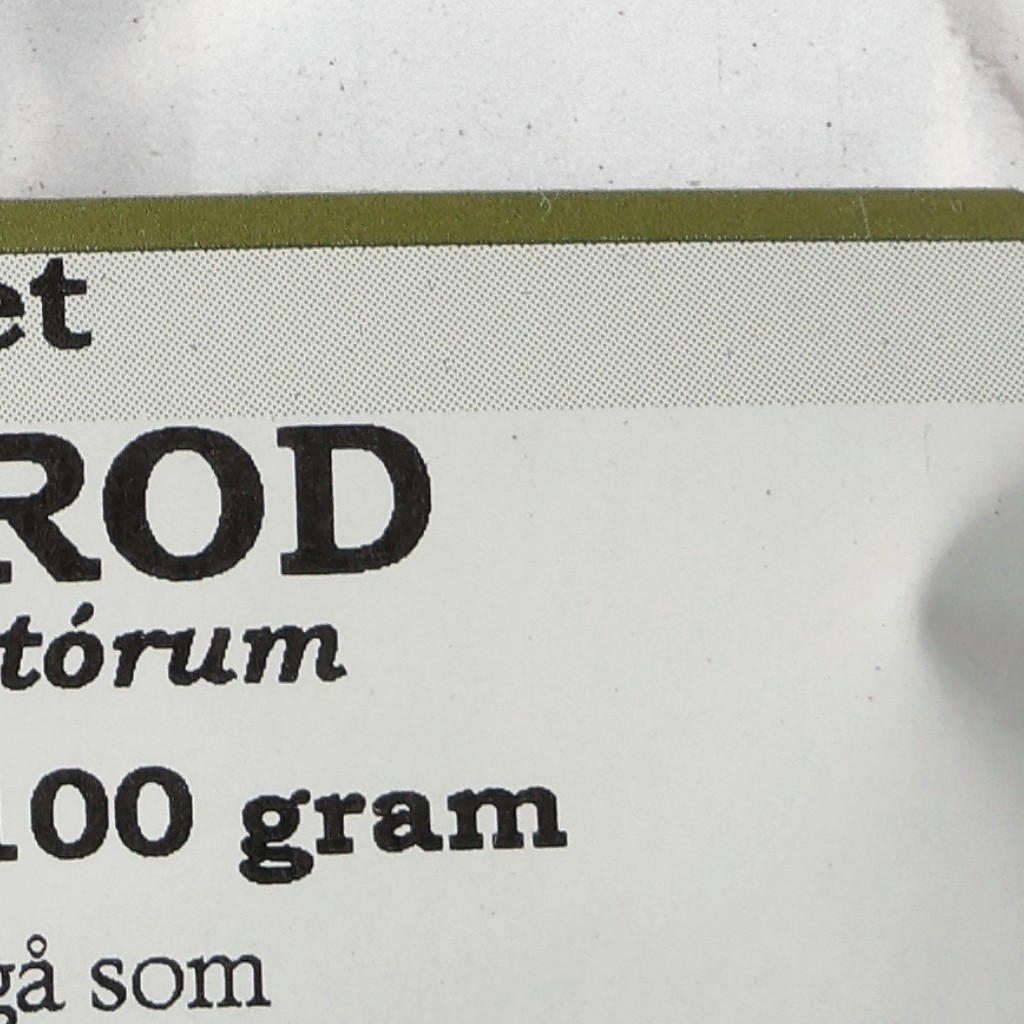 et
ROD
tórum
100 gram
gå som